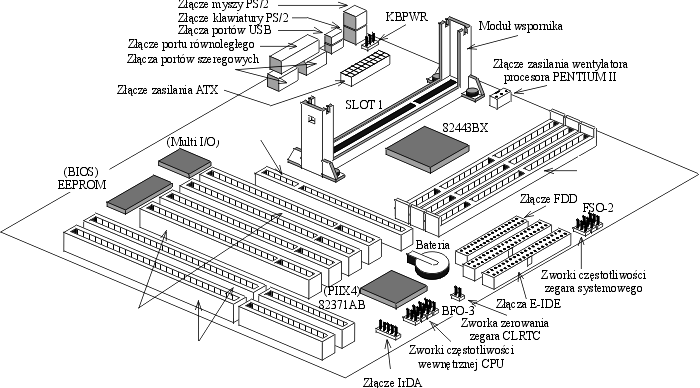 Złącze myszy PS/2
Złącze klawiatury PS/2
Złącza portów USB
Złącze portu równoległego
Złącza portów szeregowych
Złącze zasilania ATX
KBPWR
Moduł wspornika
Złącze zasilania wentylatora
procesora PENTIUM II
SLOT 1
82443BX
(Multi I/O)
(BIOS)
EEPROM
Złącze FDD
FSO-2
Bateria
Zworki częstotliwości
zegara systemowego
(PIIX4)
82371AB
Złącza E-IDE
BFO-3
Zworka zerowania
zegara CLRTC
Zworki częstotliwości
wewnętrznej CPU
Złącze IrDA